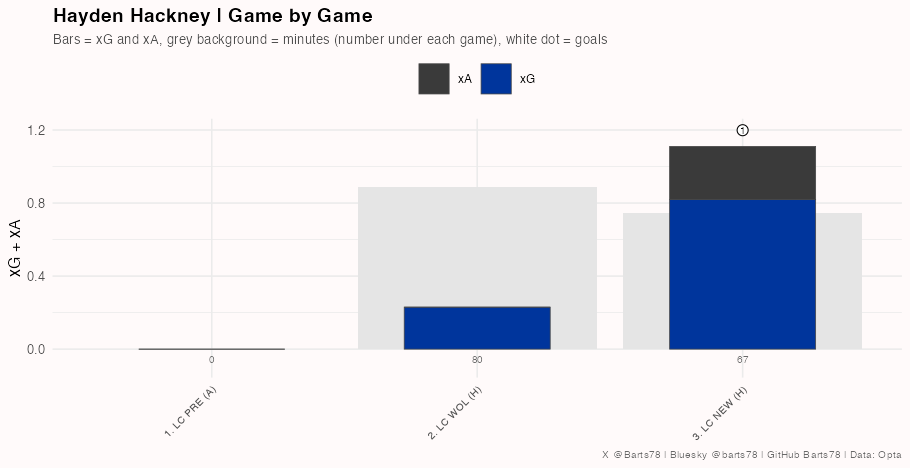 Hayden Hackney | Game by Game
Bars = xG and xA, grey background = minutes (number under each game), white dot = goals
xA xG
xG + xA
1.2
0.8
0.4
0.0
1
0 80 67
1. LC PRE (A) 2. LC WOL (H) 3. LC NEW (H)
X @Barts78 | Bluesky @barts78 | GitHub Barts78 | Data: Opta